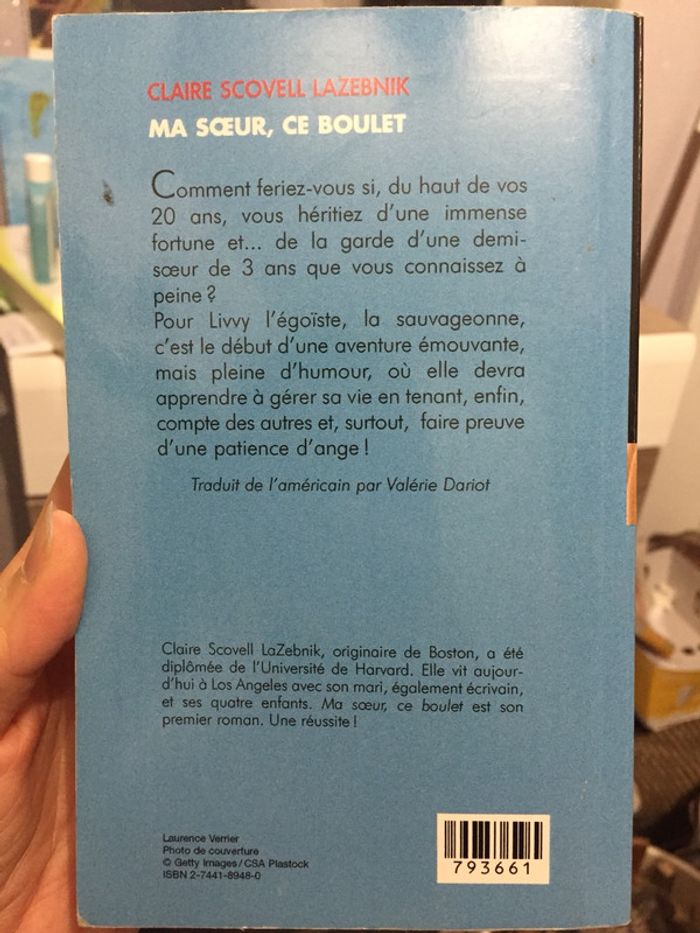 CLAIRE SCOVELL LAZEBNIK
MA SŒUR, CE BOULET
Comment feriez-vous si, du haut de vos
20 ans, vous héritiez d'une immense
fortune et... de la garde d'une demi-
sœur de 3 ans que vous connaissez à
peine ?
Pour Livvy l'égoïste, la sauvageonne,
c'est le début d'une aventure émouvante,
mais pleine d'humour, où elle devra
apprendre à gérer sa vie en tenant, enfin,
compte des autres et, surtout, faire preuve
d'une patience d'ange !
Traduit de l'américain par Valérie Dariot
Claire Scovell LaZebnik, originaire de Boston, a été
diplômée de l'Université de Harvard. Elle vit aujour-
d'hui à Los Angeles avec son mari, également écrivain,
et ses quatre enfants. Ma sœur, ce boulet est son
premier roman. Une réussite !
Laurence Verrier
Photo de couverture
© Getty Images / CSA Plastock
ISBN 2-7441-8948-0
793661